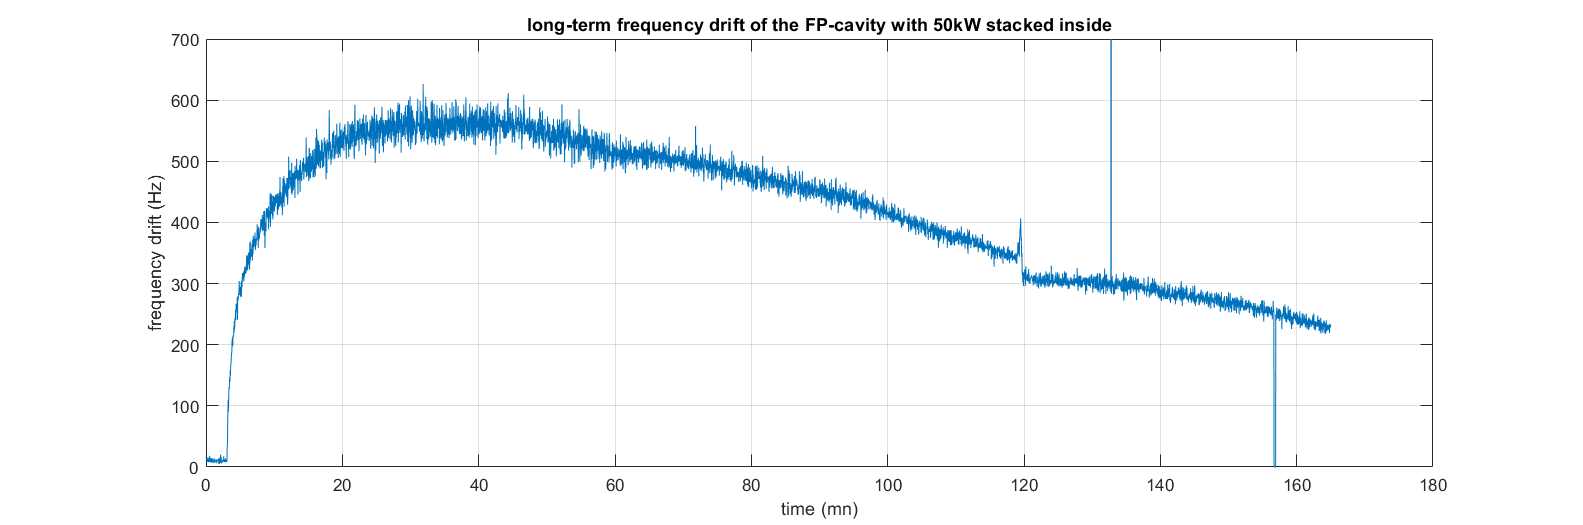 long-term frequency drift of the FP-cavity with 50kW stacked inside
700
600
500
400
300
200
100
0
frequency drift (Hz)
0 20 40 60 80 100 120 140 160 180
time (mn)